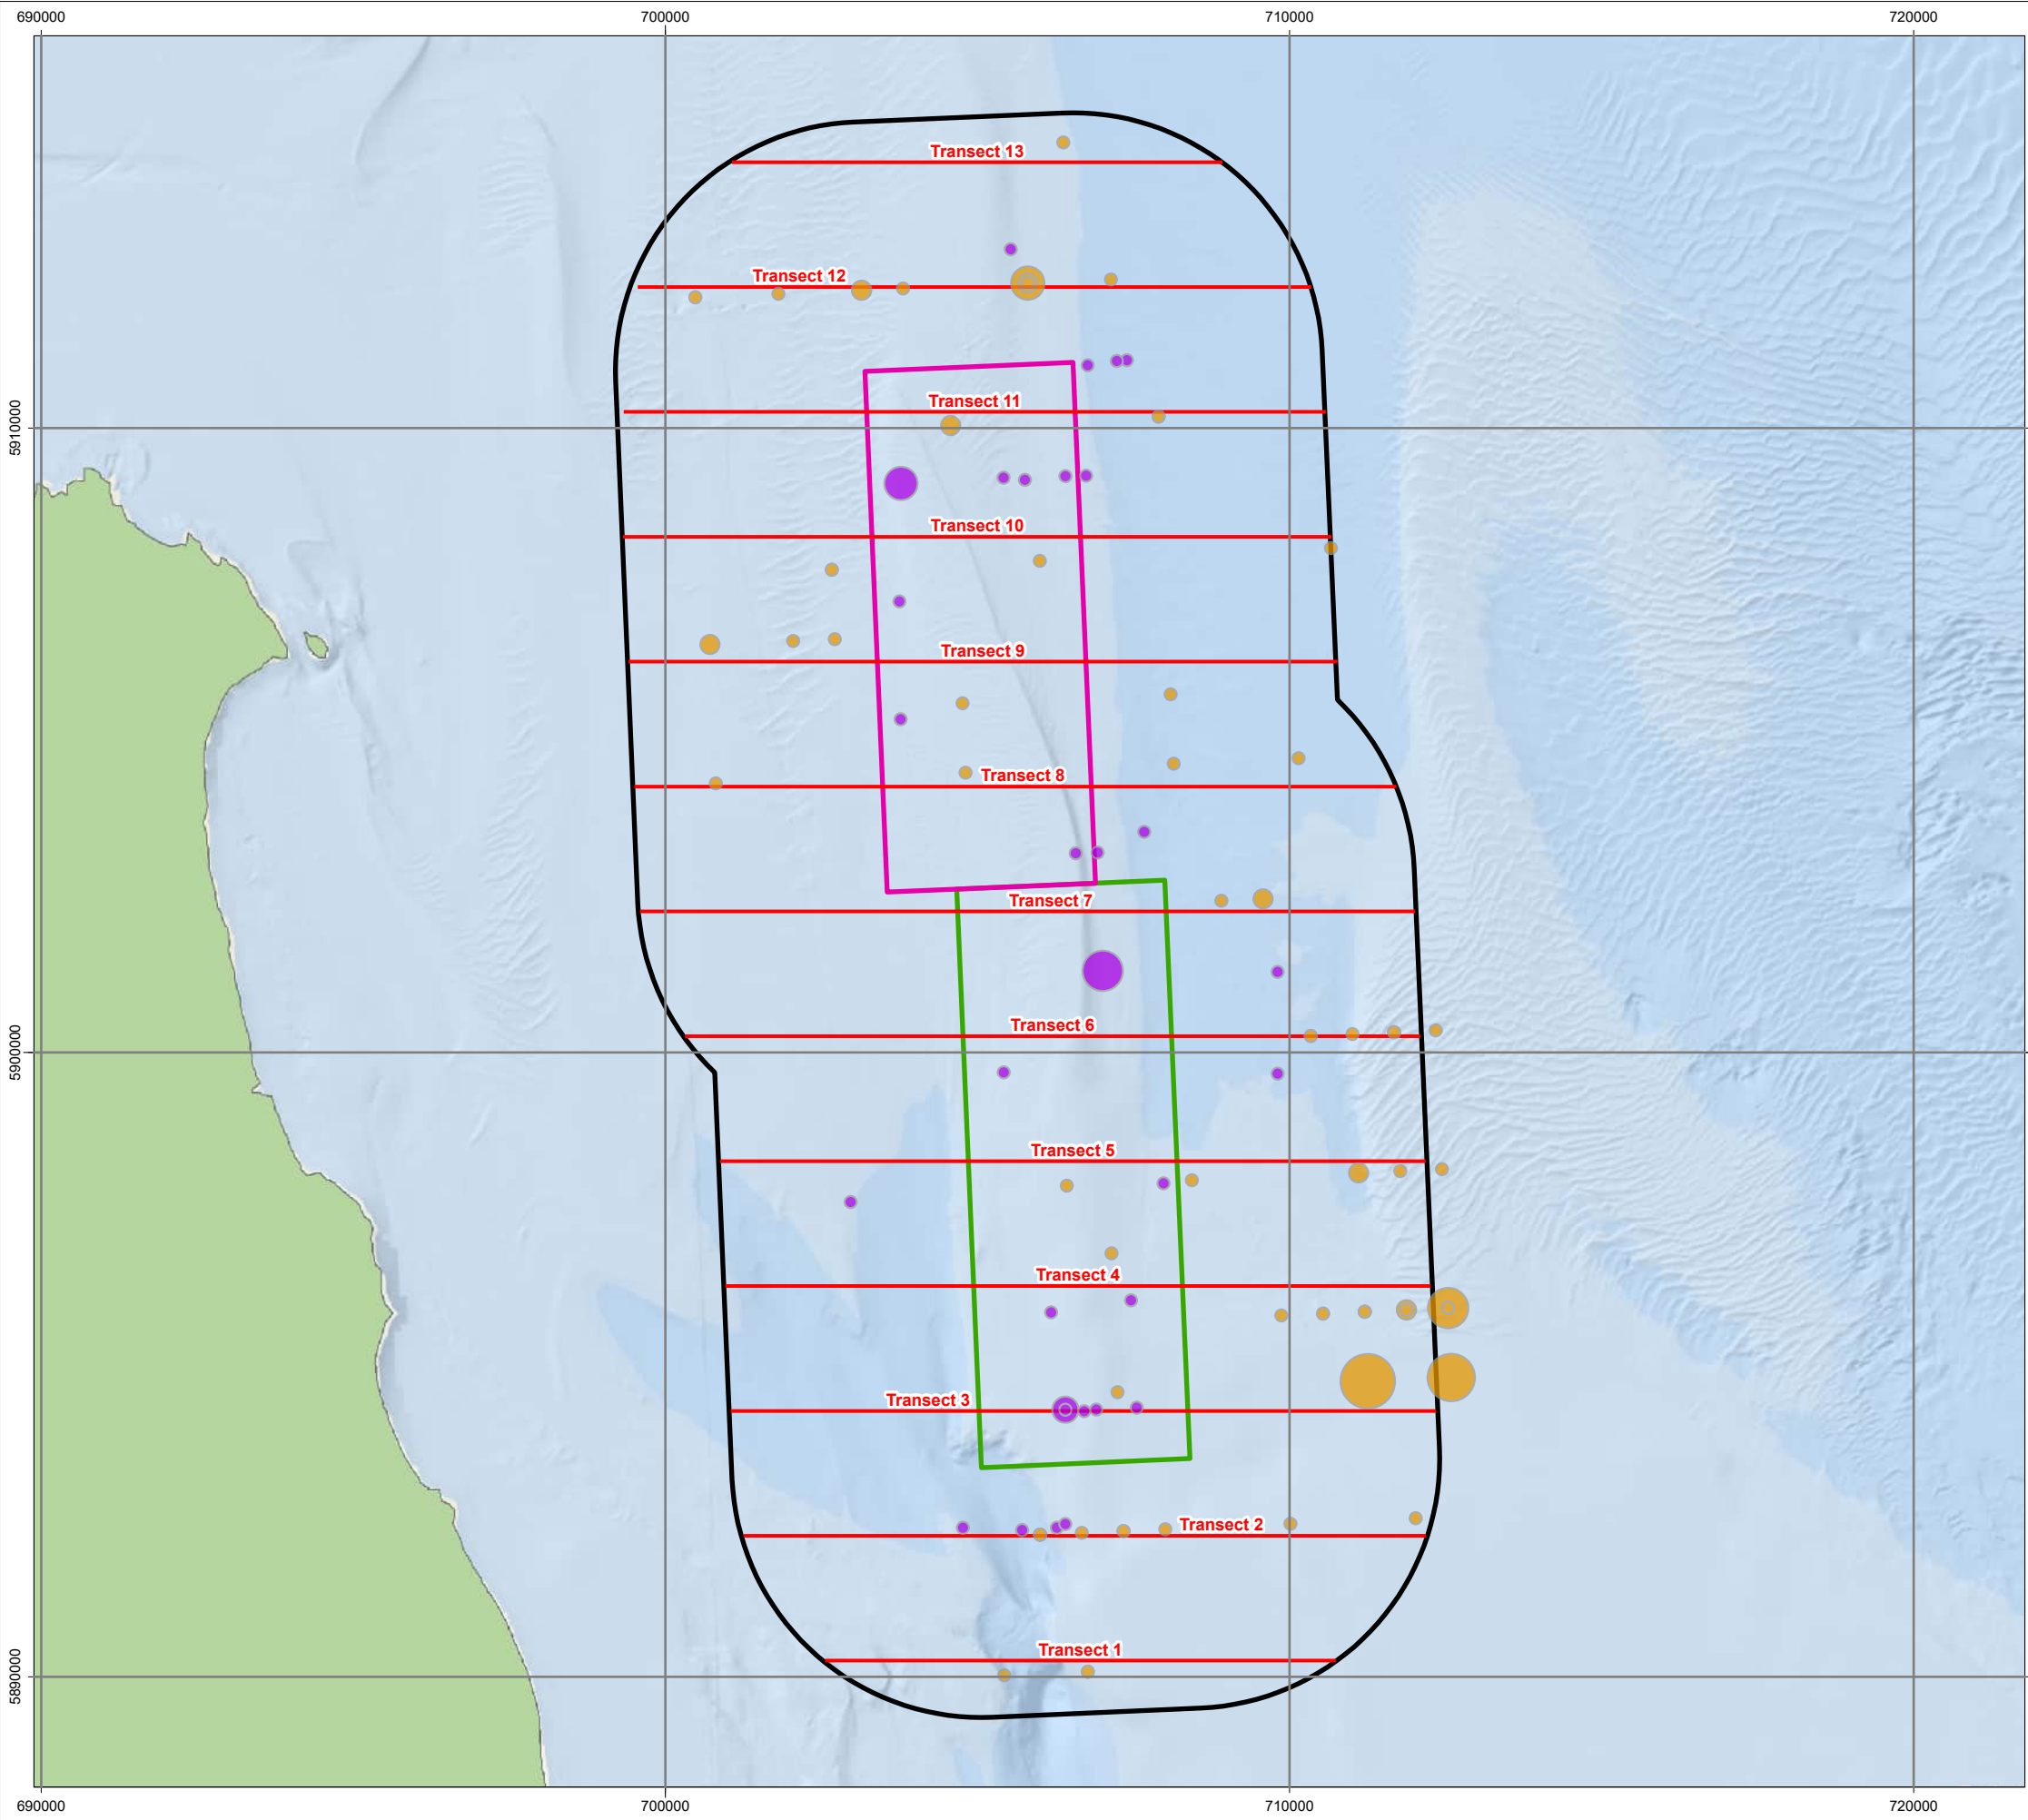 690000 700000 710000 720000
Transect 13
Transect 12
Transect 11
5910000
Transect 10
Transect 9
Transect 8
Transect 7
Transect 6
5900000
Transect 5
Transect 4
Transect 3
Transect 2
Transect 1
5890000
690000 700000 710000 720000